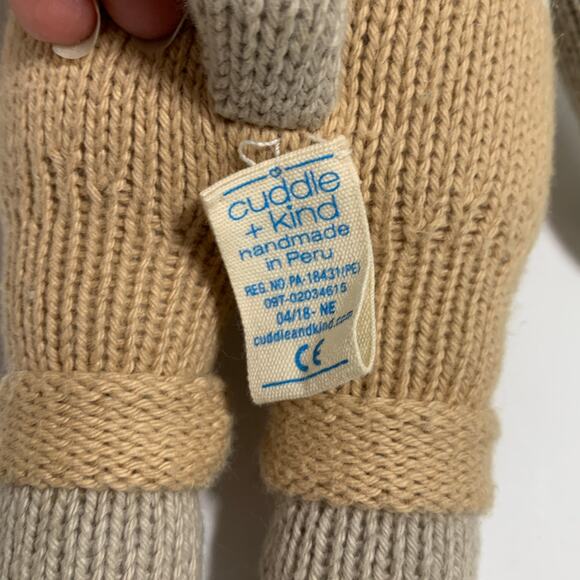 cuddle
+ kind
handmade
in Peru
REG. NO. PA-18431(PE)
09T-02034615
04/18- NE
cuddleandkind.com
CE